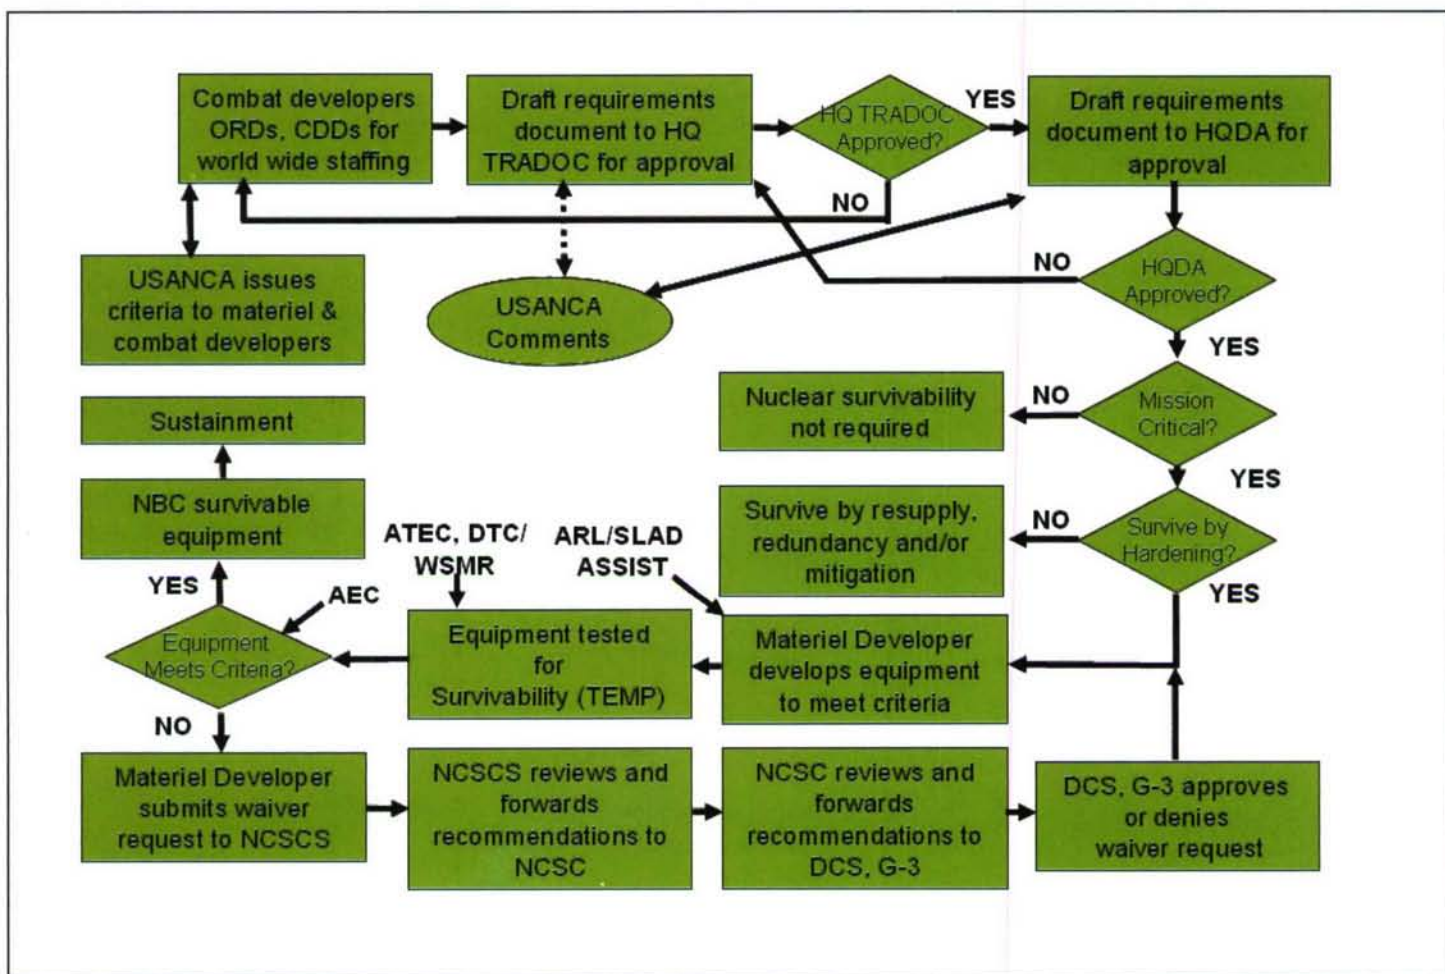 Combat developers
ORDs, CDDs for
world wide staffing
Draft requirements
document to HQ
TRADOC for approval
HQ TRADOC
Approved?
YES
NO
Draft requirements
document to HQDA for
approval
USANCA issues
criteria to materiel &
combat developers
USANCA
Comments
NO
HQDA
Approved?
YES
Nuclear survivability
not required
NO
Mission
Critical?
YES
Survive by resupply,
redundancy and/or
mitigation
NO
Survive by
Hardening?
YES
Sustainment
NBC survivable
equipment
YES
AEC
ATEC, DTC/
WSMR
ARL/SLAD
ASSIST
Equipment
Meets Criteria?
NO
Equipment tested
for
Survivability (TEMP)
Materiel Developer
develops equipment
to meet criteria
Materiel Developer
submits waiver
request to NCSCS
NCSCS reviews and
forwards
recommendations to
NCSC
NCSC reviews and
forwards
recommendations to
DCS, G-3
DCS, G-3 approves
or denies
waiver request